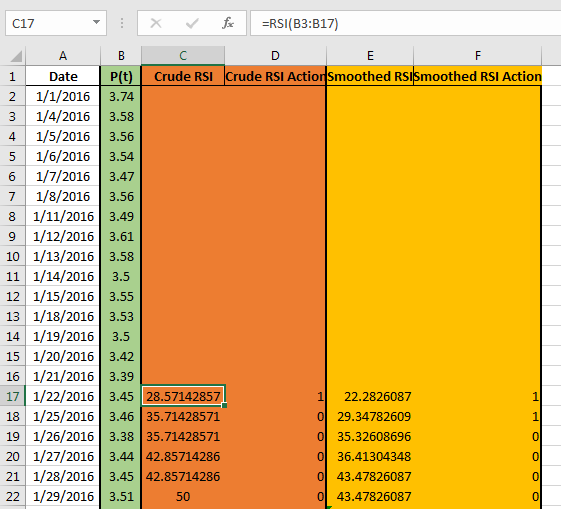 C17 =RSI(B3:B17)
A B C D E F
1 Date P(t) Crude RSI Crude RSI Action Smoothed RSI Smoothed RSI Action
2 1/1/2016 3.74
3 1/4/2016 3.58
4 1/5/2016 3.56
5 1/6/2016 3.54
6 1/7/2016 3.47
7 1/8/2016 3.56
8 1/11/2016 3.49
9 1/12/2016 3.61
10 1/13/2016 3.58
11 1/14/2016 3.5
12 1/15/2016 3.55
13 1/18/2016 3.53
14 1/19/2016 3.5
15 1/20/2016 3.42
16 1/21/2016 3.39
17 1/22/2016 3.45 28.57142857 1 22.2826087 1
18 1/25/2016 3.46 35.71428571 0 29.34782609 1
19 1/26/2016 3.38 35.71428571 0 35.32608696 0
20 1/27/2016 3.44 42.85714286 0 36.41304348 0
21 1/28/2016 3.45 42.85714286 0 43.47826087 0
22 1/29/2016 3.51 50 0 43.47826087 0